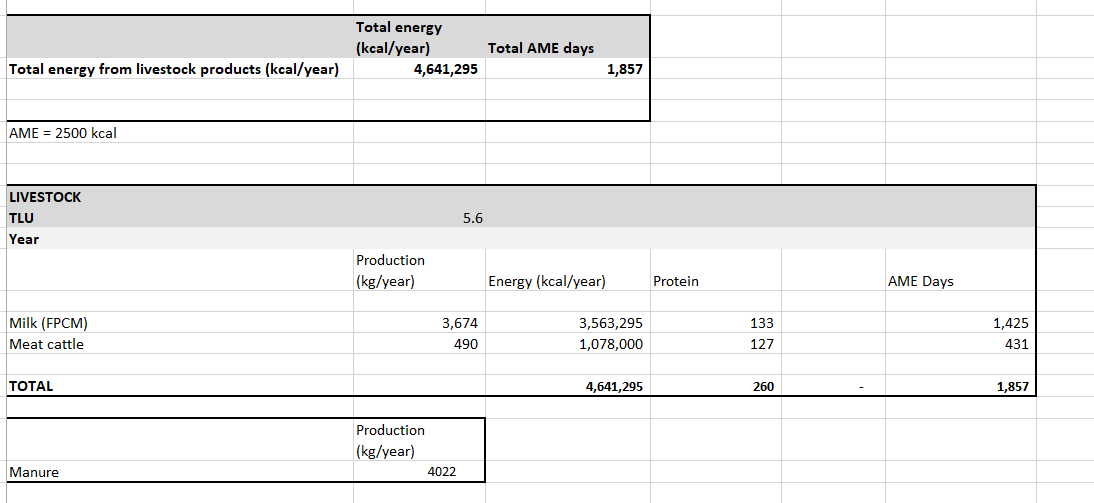 Total energy
(kcal/year) Total AME days
Total energy from livestock products (kcal/year) 4,641,295 1,857
AME = 2500 kcal
LIVESTOCK
TLU 5.6
Year
Production
(kg/year) Energy (kcal/year) Protein AME Days
Milk (FPCM) 3,674 3,563,295 133 1,425
Meat cattle 490 1,078,000 127 431
TOTAL 4,641,295 260 - 1,857
Production
(kg/year)
Manure 4022